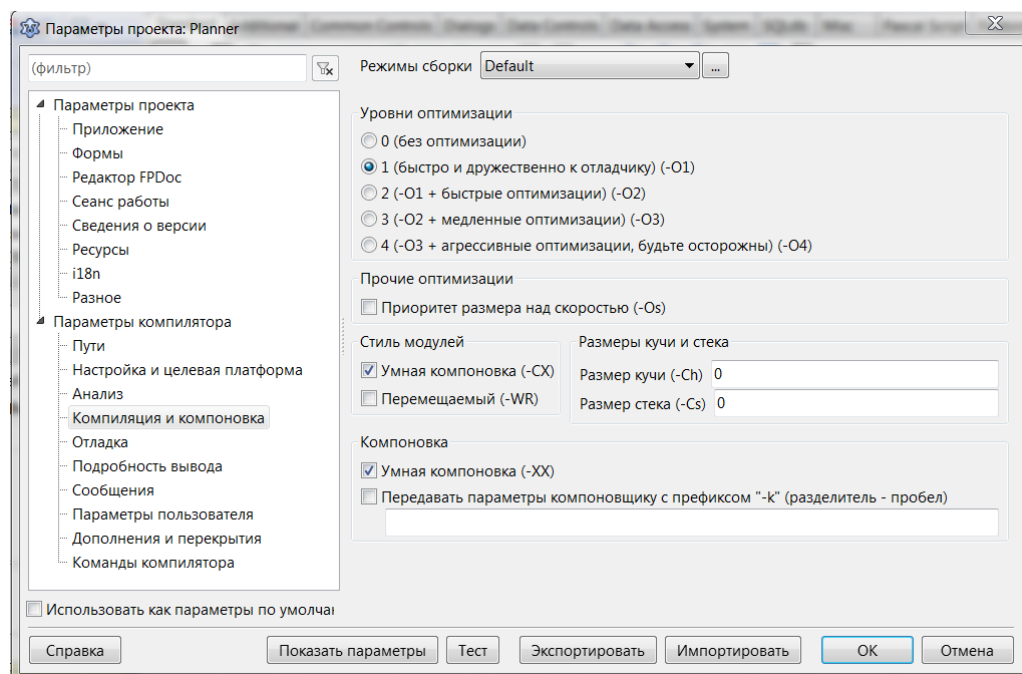 Параметры проекта: Planner
(фильтр)
Режимы сборки Default ...
Параметры проекта
Приложение
Формы
Редактор FPDoc
Сеанс работы
Сведения о версии
Ресурсы
i18n
Разное
Параметры компилятора
Пути
Настройка и целевая платформа
Анализ
Компиляция и компоновка
Отладка
Подробность вывода
Сообщения
Параметры пользователя
Дополнения и перекрытия
Команды компилятора
Уровни оптимизации
0 (без оптимизации)
1 (быстро и дружественно к отладчику) (-O1)
2 (-O1 + быстрые оптимизации) (-O2)
3 (-O2 + медленные оптимизации) (-O3)
4 (-O3 + агрессивные оптимизации, будьте осторожны) (-O4)
Прочие оптимизации
Приоритет размера над скоростью (-Os)
Стиль модулей
Умная компоновка (-CX)
Перемещаемый (-WR)
Размеры кучи и стека
Размер кучи (-Ch) 0
Размер стека (-Cs) 0
Компоновка
Умная компоновка (-XX)
Передавать параметры компоновщику с префиксом "-k" (разделитель - пробел)
Использовать как параметры по умолчан
Справка
Показать параметры
Тест
Экспортировать
Импортировать
OK
Отмена